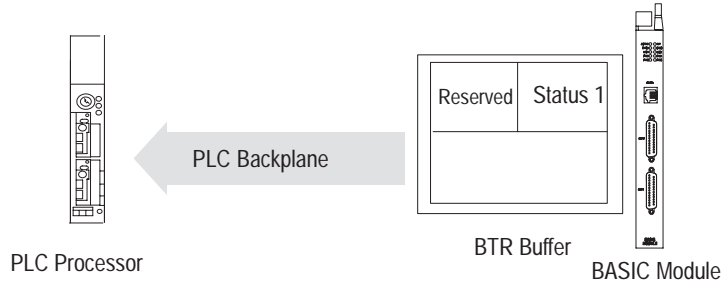 Reserved
Status 1
PLC Backplane
BTR Buffer
PLC Processor
BASIC Module